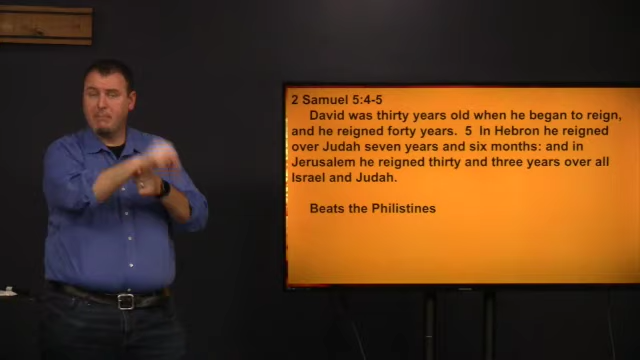 2 Samuel 5:4-5
David was thirty years old when he began to reign,
and he reigned forty years.  5  In Hebron he reigned
over Judah seven years and six months: and in
Jerusalem he reigned thirty and three years over all
Israel and Judah.
Beats the Philistines